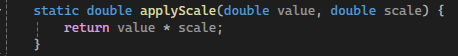 static double applyScale(double value, double scale) {
    return value * scale;
}